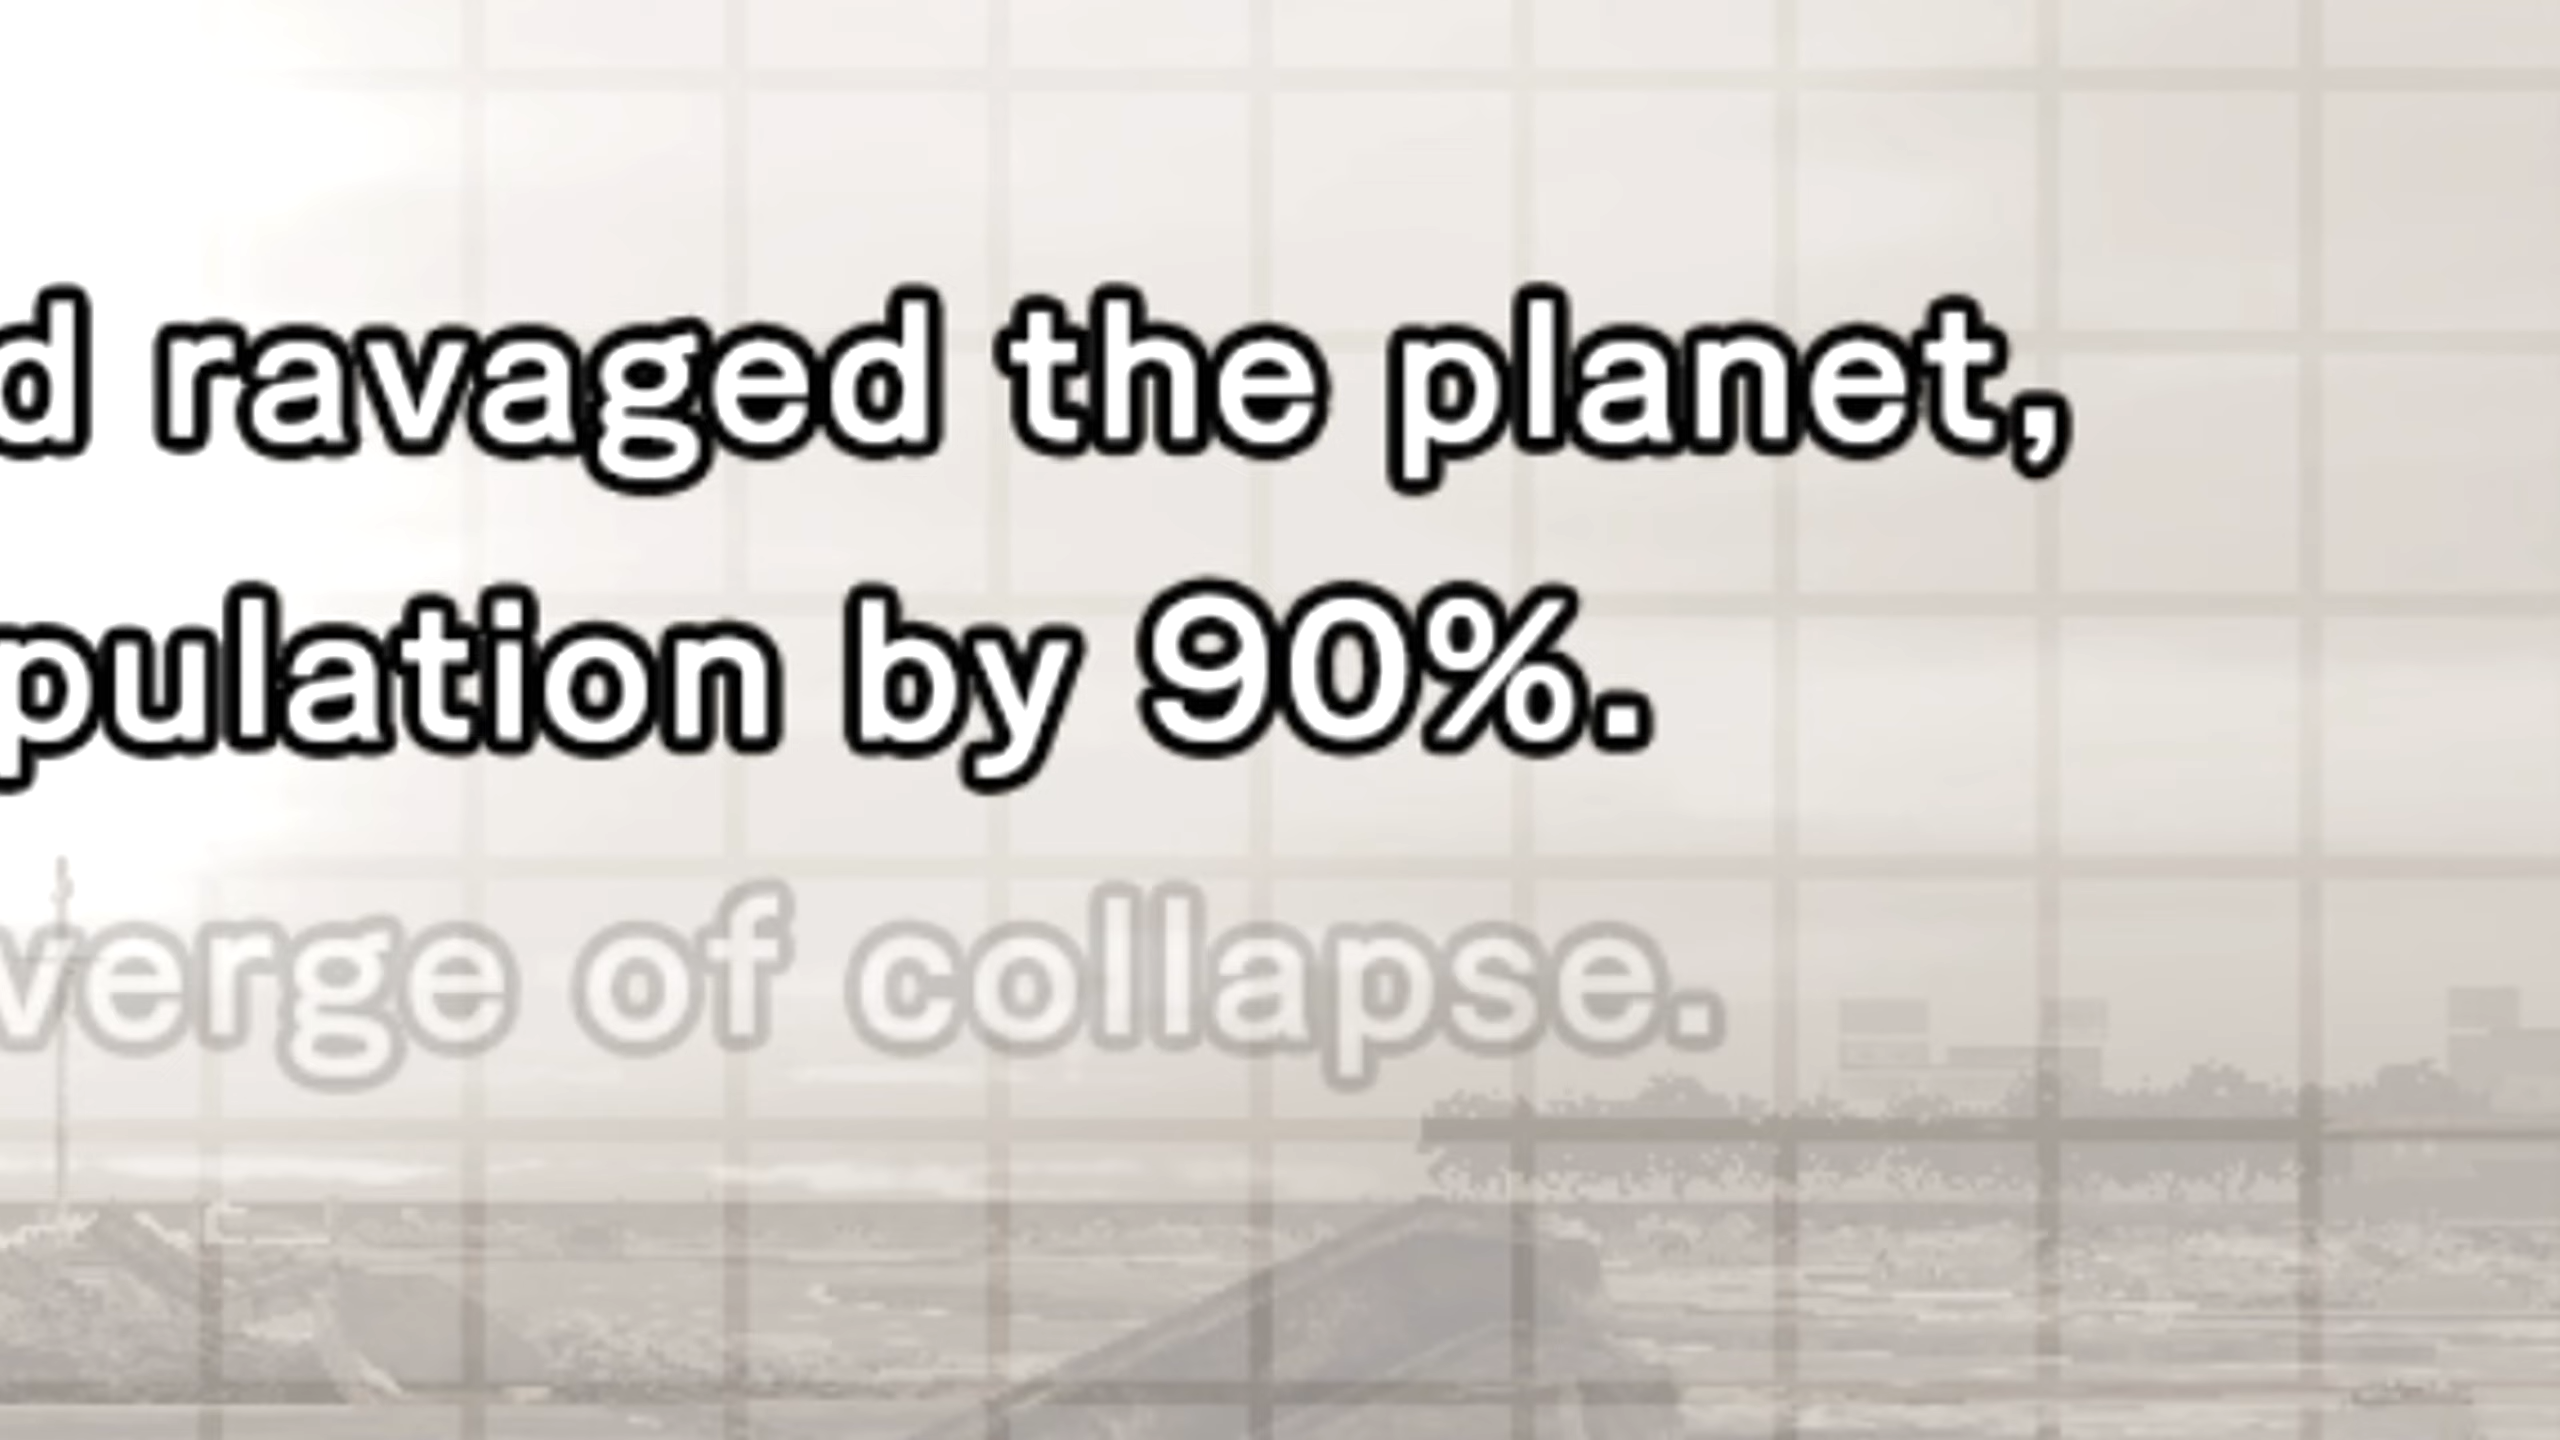 d ravaged the planet,
pulation by 90%.
verge of collapse.